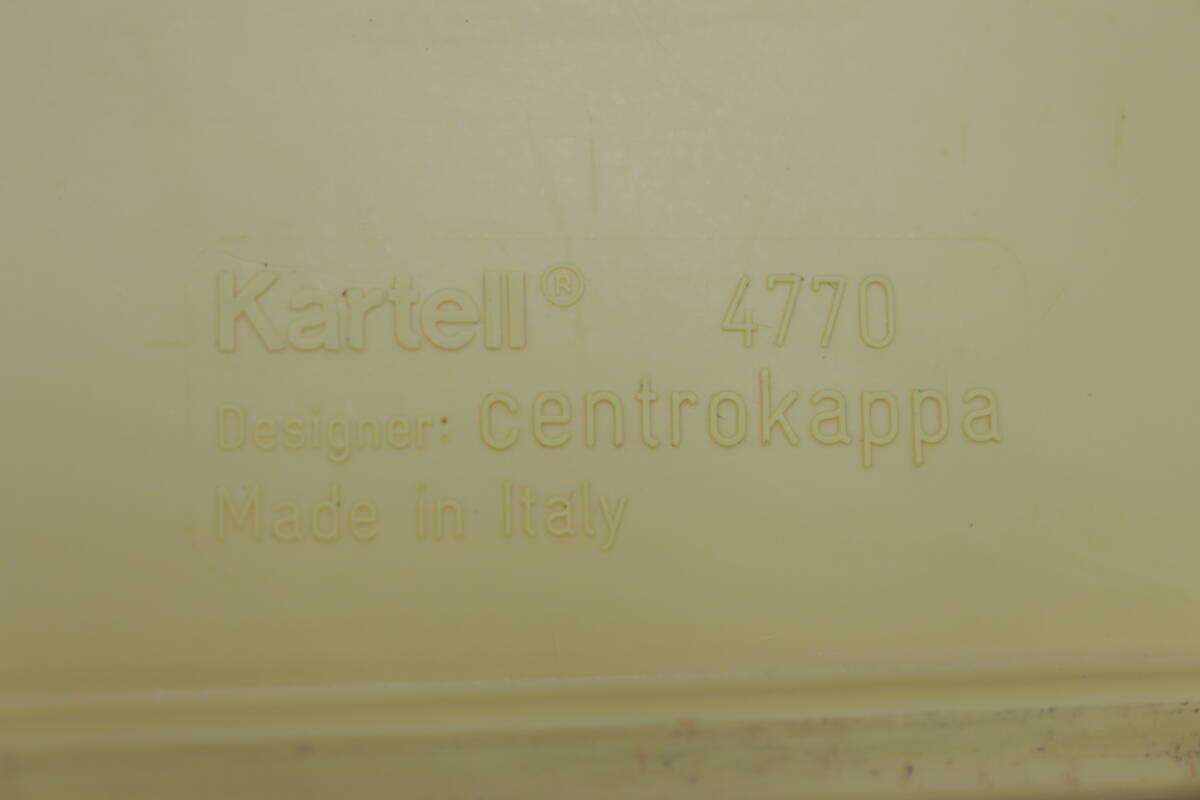 Kartell® 4770
Designer: centrokappa
Made in Italy